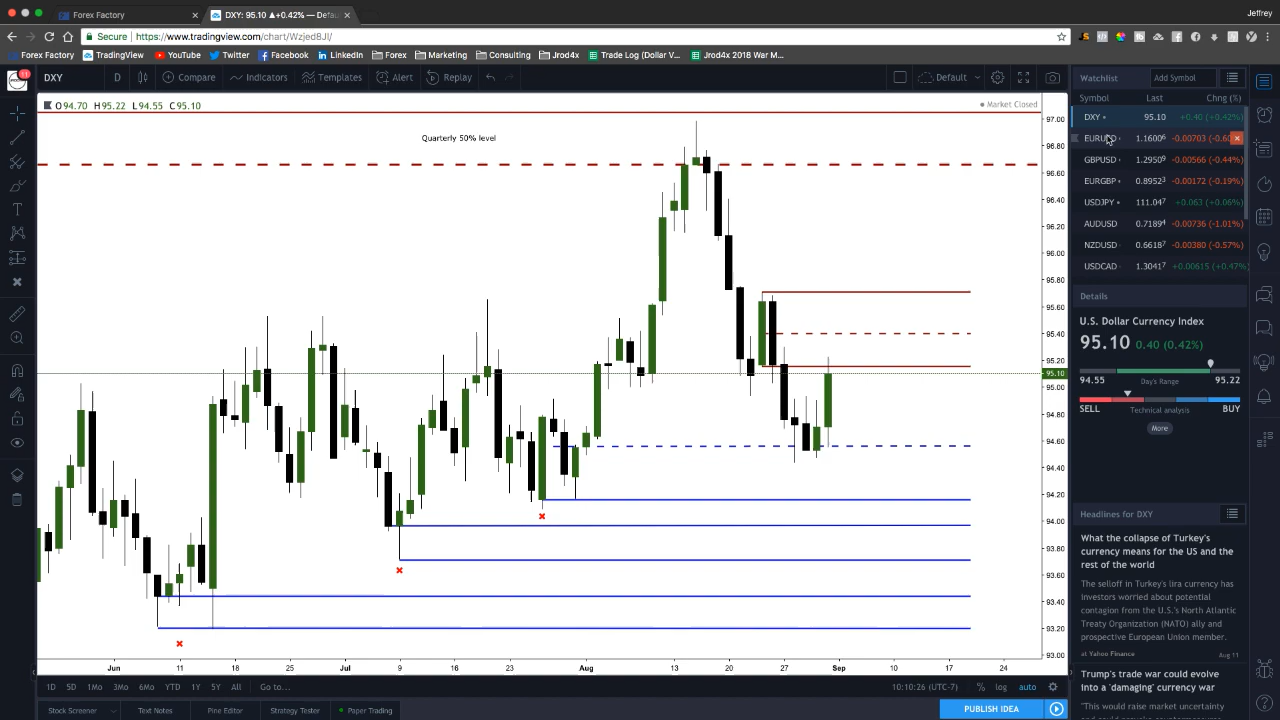 Jeffrey
Forex Factory
DXY: 95.10 ▲+0.42% — Defau
Secure
https://www.tradingview.com/chart/Wzjed8Jl/
Forex Factory
TradingView
YouTube
Twitter
Facebook
LinkedIn
Forex
Marketing
Consulting
Jrod4x
Trade Log (Dollar V...
Jrod4x 2018 War M...
11
DXY
D
Compare
Indicators
Templates
Alert
Replay
Default
Watchlist
Add Symbol
Symbol Last Chng (%)
DXY 95.10 +0.40 (+0.42%)
EURUSD 1.16006 -0.00703 (-0.60
GBPUSD 1.29509 -0.00566 (-0.44%)
EURGBP 0.89523 -0.00172 (-0.19%)
USDJPY 111.047 +0.063 (+0.06%)
AUDUSD 0.71894 -0.00736 (-1.01%)
NZDUSD 0.66187 -0.00380 (-0.57%)
USDCAD 1.30417 +0.00615 (+0.47%
O94.70 H95.22 L94.55 C95.10
Market Closed
Quarterly 50% level
97.00
96.80
96.60
96.40
96.20
96.00
95.80
95.60
95.40
95.20
95.10
95.00
94.80
94.60
94.40
94.20
94.00
93.80
93.60
93.40
93.20
93.00
Jun 11 18 25 Jul 9 16 23 Aug 13 20 27 Sep 10 17 24
Details
U.S. Dollar Currency Index
95.10 0.40 (0.42%)
94.55 Day's Range 95.22
SELL Technical analysis BUY
More
Headlines for DXY
What the collapse of Turkey's
currency means for the US and the
rest of the world
The selloff in Turkey's lira currency has
investors worried about potential
contagion from the U.S.'s North Atlantic
Treaty Organization (NATO) ally and
prospective European Union member.
at Yahoo Finance Aug 11
Trump's trade war could evolve
into a 'damaging' currency war
"This would raise market uncertainty
1D 5D 1Mo 3Mo 6Mo YTD 1Y 5Y All Go to...
10:10:26 (UTC-7) % log auto
Stock Screener
Text Notes
Pine Editor
Strategy Tester
Paper Trading
PUBLISH IDEA